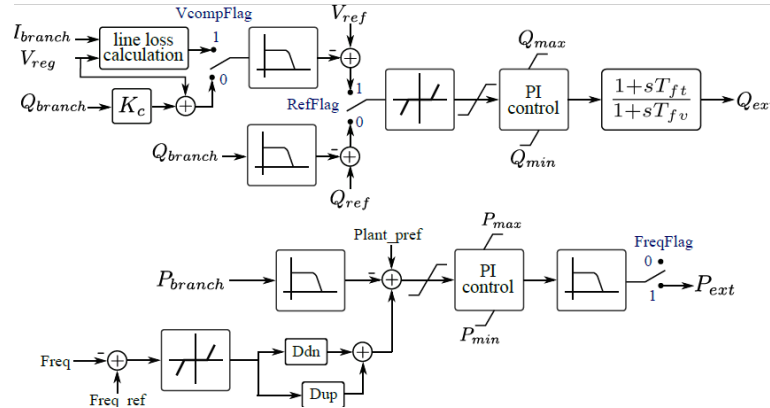 VcompFlag
V_ref
I_branch
V_reg
line loss
calculation
1
0
Q_branch
K_c
1
RefFlag
0
Q_max
PI
control
Q_min
1+sT_ft
1+sT_fv
Q_ex
Q_branch
Q_ref
Plant_pref
P_max
FreqFlag
P_branch
PI
control
0
1
P_ext
P_min
Freq
Ddn
Dup
Freq_ref